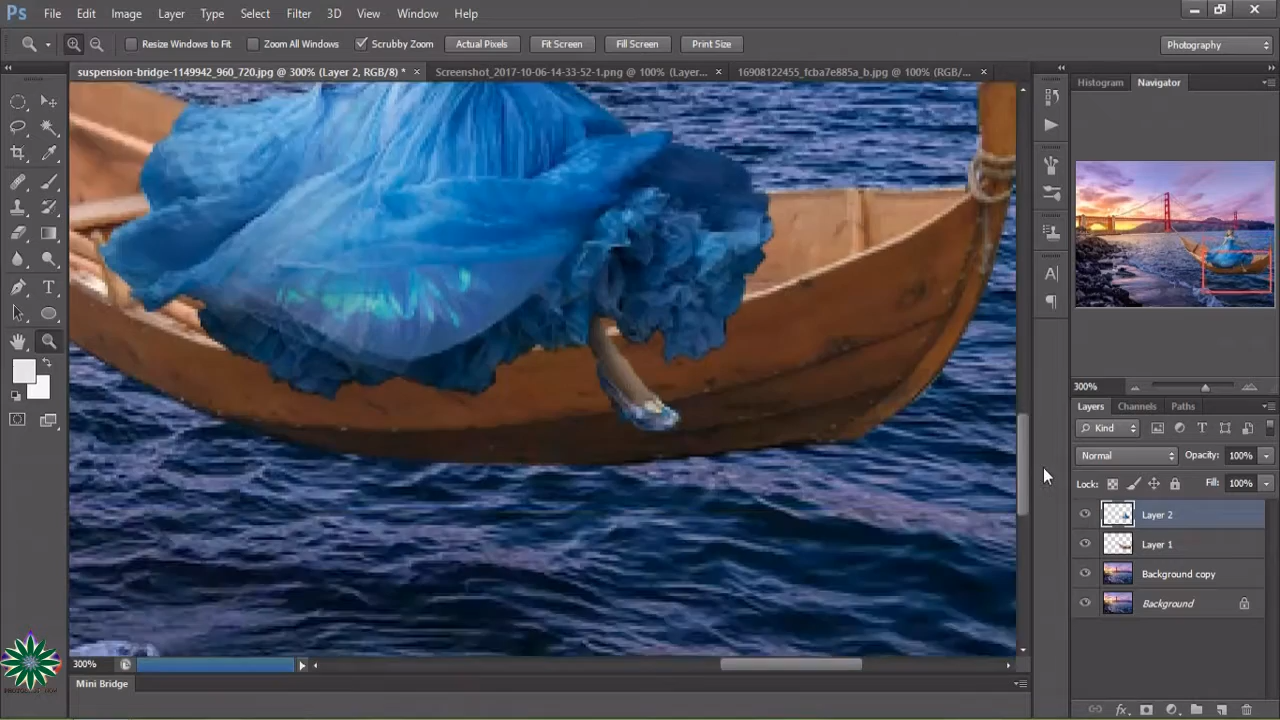 Ps File Edit Image Layer Type Select Filter 3D View Window Help
Resize Windows to Fit Zoom All Windows Scrubby Zoom Actual Pixels Fit Screen Fill Screen Print Size Photography
suspension-bridge-1149942_960_720.jpg @ 300% (Layer 2, RGB/8) * × Screenshot_2017-10-06-14-33-52-1.png @ 100% (Layer... × 16908122455_fcba7e885a_b.jpg @ 100% (RGB/... ×
Histogram Navigator
300%
Layers Channels Paths
Kind
Normal Opacity: 100%
Lock: Fill: 100%
Layer 2
Layer 1
Background copy
Background
300%
Mini Bridge